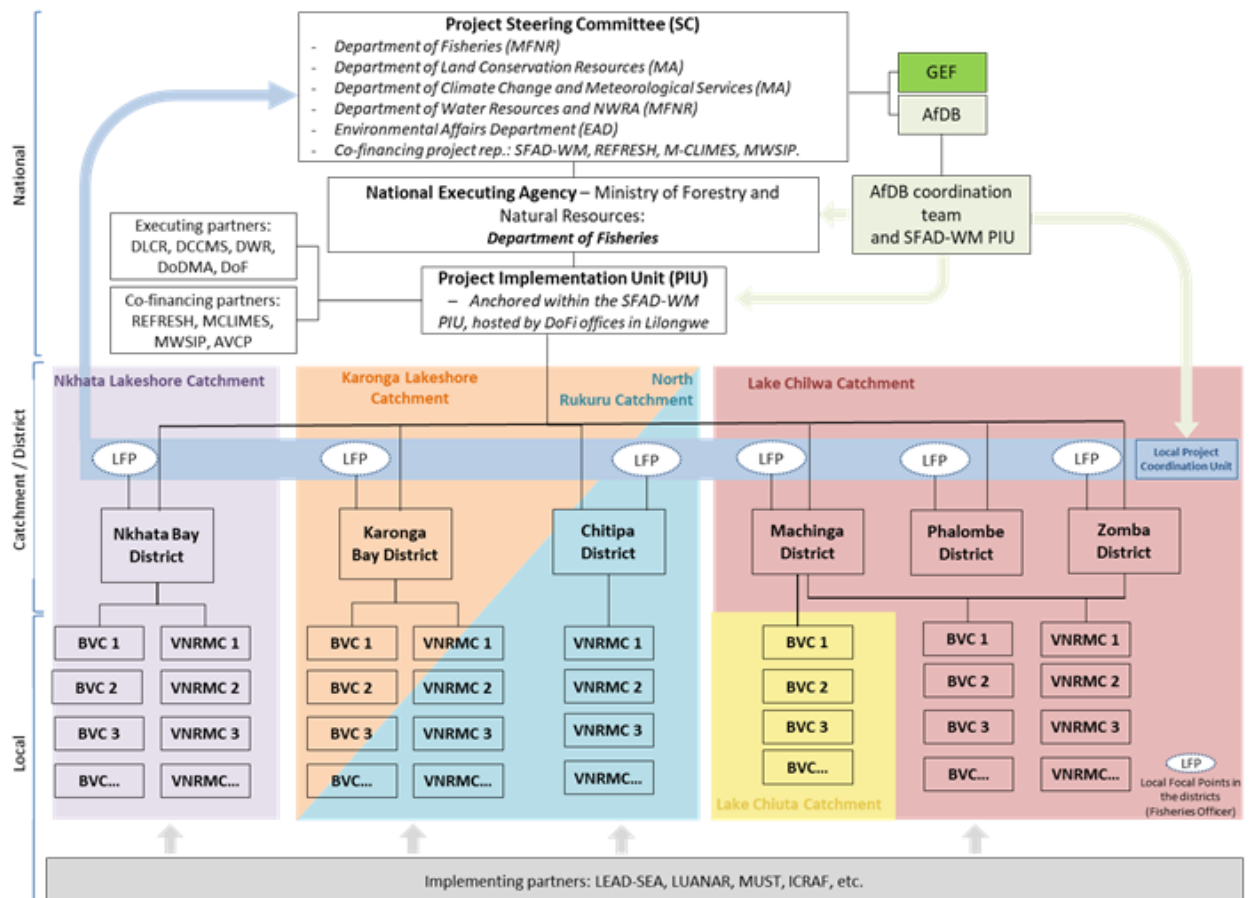 National
Project Steering Committee (SC)
- Department of Fisheries (MFNR)
- Department of Land Conservation Resources (MA)
- Department of Climate Change and Meteorological Services (MA)
- Department of Water Resources and NWRA (MFNR)
- Environmental Affairs Department (EAD)
- Co-financing project rep.: SFAD-WM, REFRESH, M-CLIMES, MWSIP.
GEF
AfDB
National Executing Agency – Ministry of Forestry and
Natural Resources:
Department of Fisheries
AfDB coordination
team
and SFAD-WM PIU
Executing partners:
DLCR, DCCMS, DWR,
DoDMA, DoF
Co-financing partners:
REFRESH, MCLIMES,
MWSIP, AVCP
Project Implementation Unit (PIU)
– Anchored within the SFAD-WM
PIU, hosted by DoFi offices in Lilongwe
Catchment / District
Nkhata Lakeshore Catchment
Karonga Lakeshore
Catchment
North
Rukuru Catchment
Lake Chilwa Catchment
LFP
LFP
LFP
LFP
LFP
LFP
Local Project
Coordination Unit
Nkhata Bay
District
Karonga
Bay District
Chitipa
District
Machinga
District
Phalombe
District
Zomba
District
Local
BVC 1
VNRMC 1
BVC 2
VNRMC 2
BVC 3
VNRMC 3
BVC...
VNRMC...
BVC 1
VNRMC 1
BVC 2
VNRMC 2
BVC 3
VNRMC 3
BVC...
VNRMC...
VNRMC 1
VNRMC 2
VNRMC 3
VNRMC...
BVC 1
BVC 2
BVC 3
BVC...
Lake Chiuta Catchment
BVC 1
VNRMC 1
BVC 2
VNRMC 2
BVC 3
VNRMC 3
BVC...
VNRMC...
LFP
Local Focal Points in
the districts
(Fisheries Officer)
Implementing partners: LEAD-SEA, LUANAR, MUST, ICRAF, etc.